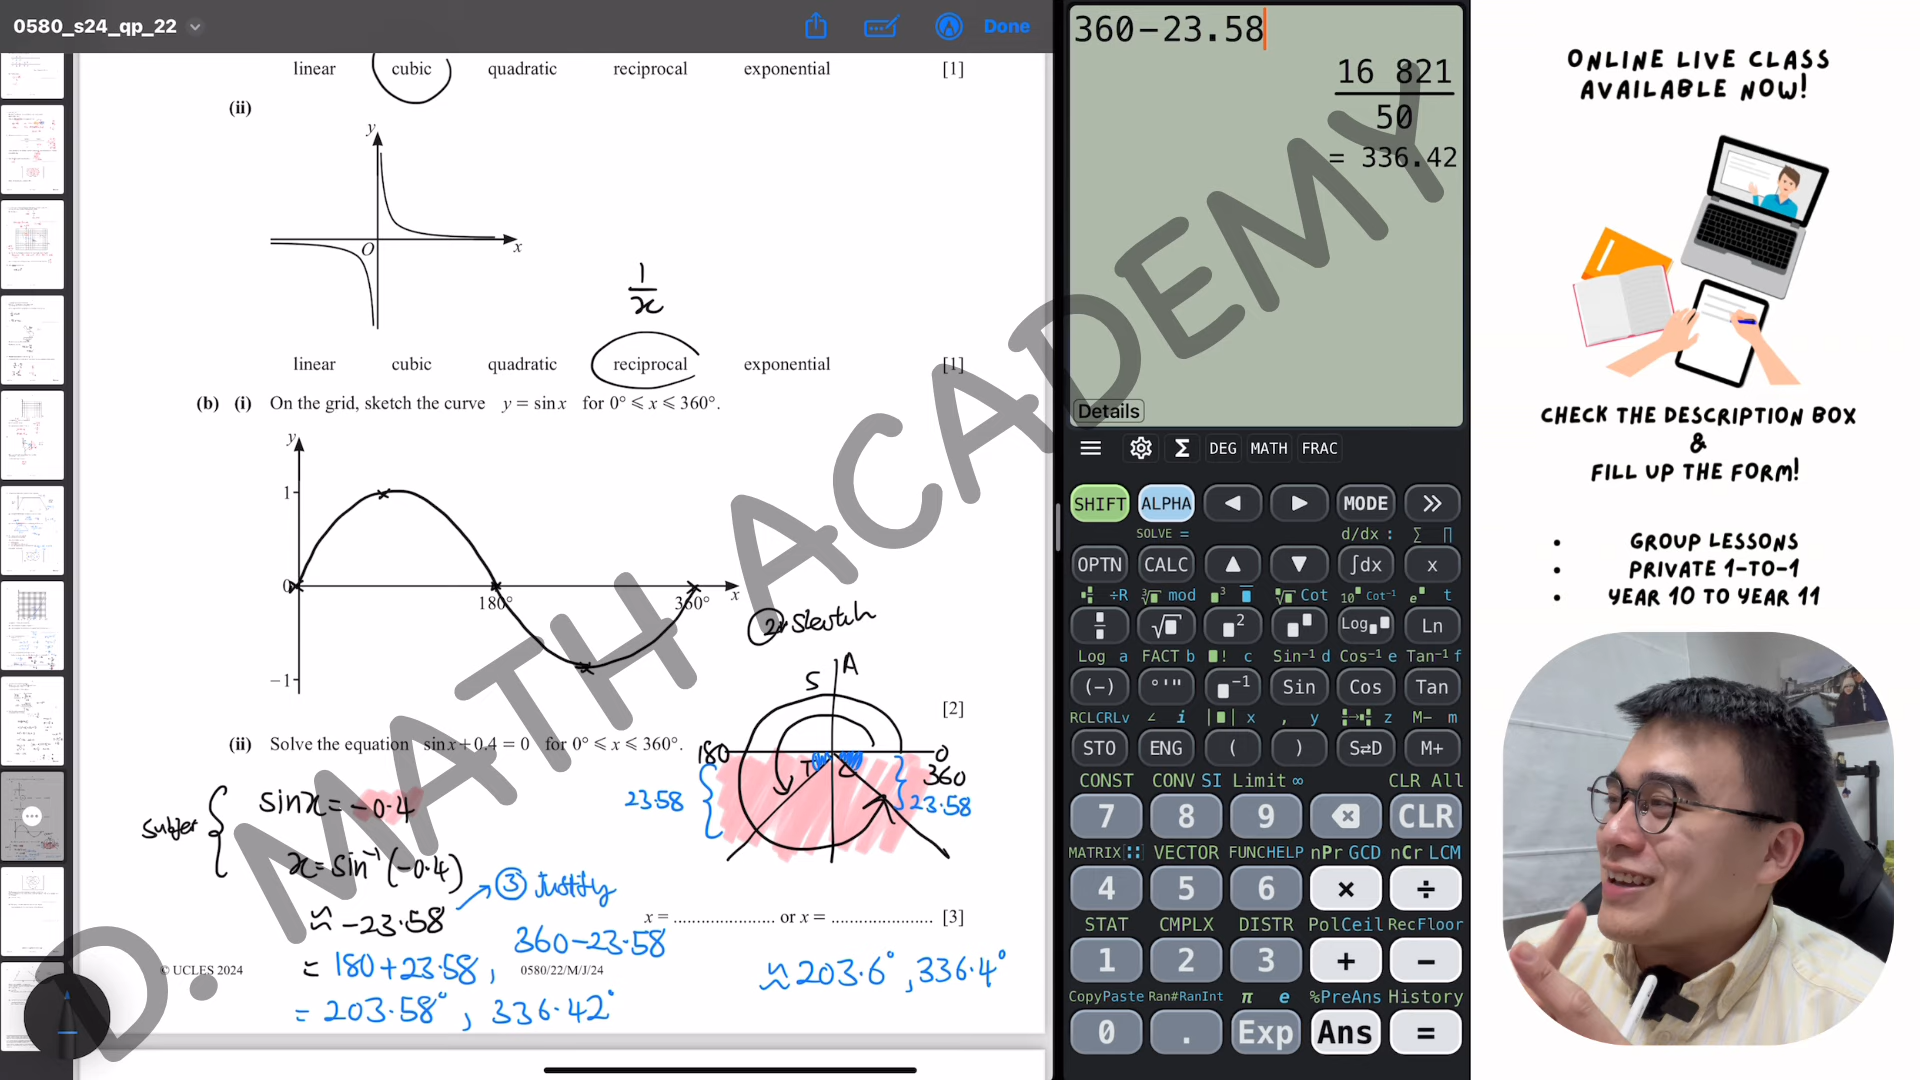 0580_s24_qp_22
Done
linear cubic quadratic reciprocal exponential [1]
(ii)
y
O
x
1
x
linear cubic quadratic reciprocal exponential [1]
(b) (i) On the grid, sketch the curve y = sin x for 0° ⩽ x ⩽ 360°.
y
1
0
180° 360° x
−1
② sketch
S A
[2]
(ii) Solve the equation sin x + 0.4 = 0 for 0° ⩽ x ⩽ 360°.
180 0
T C 360
23.58 23.58
subject sin x = −0.4
x = sin⁻¹(−0.4)
③ Justify
≈ −23.58
x = ..................... or x = ..................... [3]
= 180+23.58, 360−23.58
© UCLES 2024 0580/22/M/J/24
≈ 203.6°, 336.4°
= 203.58°, 336.42°
D. MATH ACADEMY
360−23.58
16 821
50
= 336.42
Details
DEG MATH FRAC
SHIFT ALPHA ◀ ▶ MODE »
SOLVE = d/dx : ∑ ∏
OPTN CALC ▲ ▼ ∫dx x
÷R mod Cot 10 Cot⁻¹ e t
√ 2 Log Ln
Log a FACT b ! c Sin⁻¹ d Cos⁻¹ e Tan⁻¹ f
(−) °'" −1 Sin Cos Tan
RCL CRLv ∠ i x , y z M− m
STO ENG ( ) S⇄D M+
CONST CONV SI Limit ∞ CLR All
7 8 9 ⌫ CLR
MATRIX VECTOR FUNC HELP nPr GCD nCr LCM
4 5 6 × ÷
STAT CMPLX DISTR Pol Ceil Rec Floor
1 2 3 + −
Copy Paste Ran# RanInt π e % PreAns History
0 . Exp Ans =
ONLINE LIVE CLASS
AVAILABLE NOW!
CHECK THE DESCRIPTION BOX
&
FILL UP THE FORM!
• GROUP LESSONS
• PRIVATE 1-TO-1
• YEAR 10 TO YEAR 11